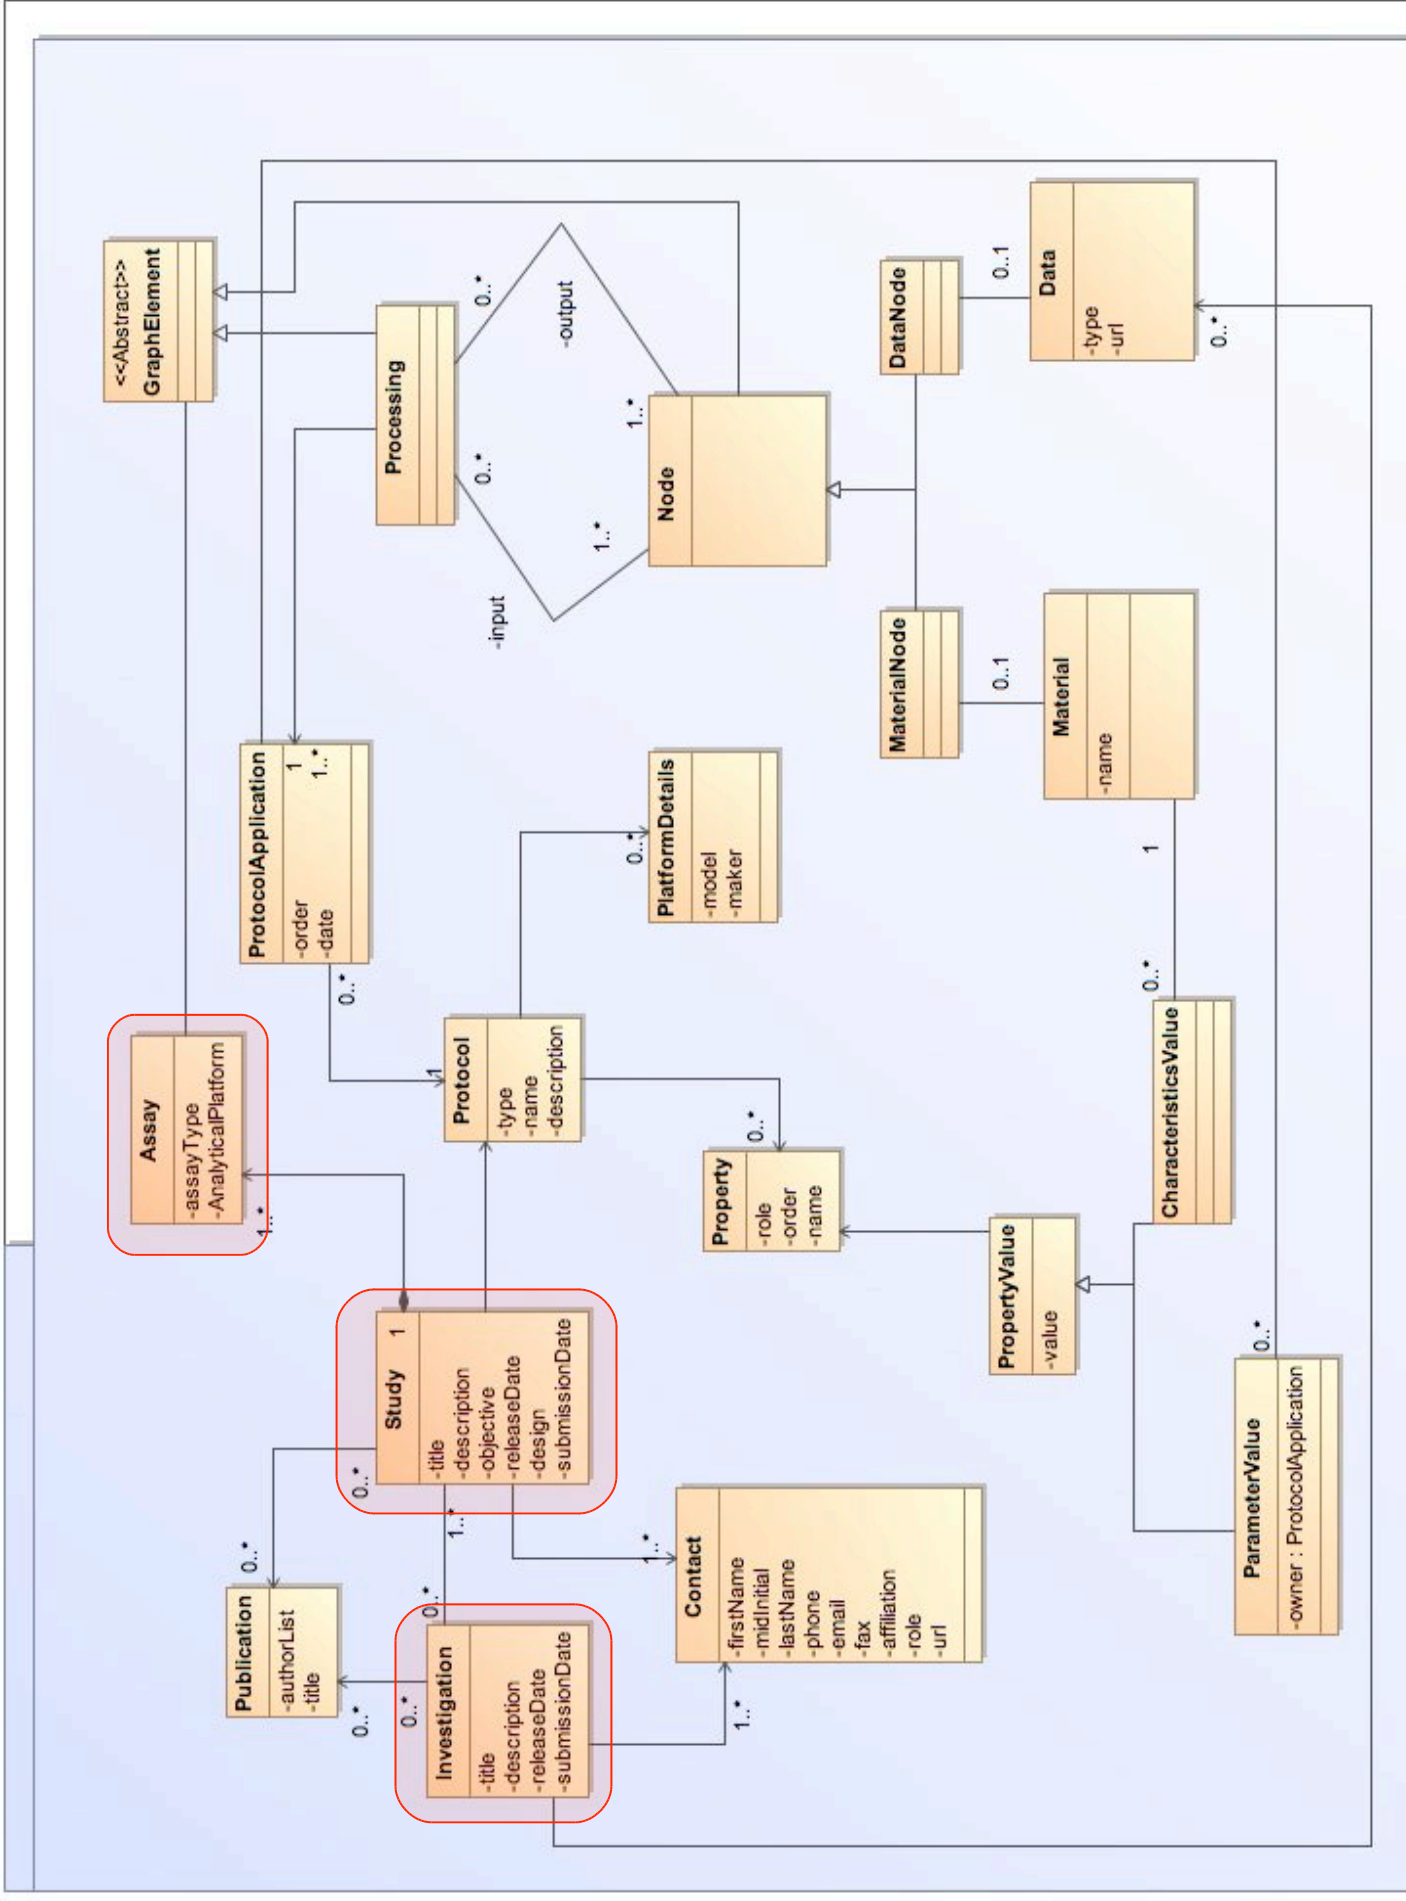 <<Abstract>>
GraphElement
Assay
-assayType
-AnalyticalPlatform
1..*
ProtocolApplication
-order
-date
1
1..*
0..*
Processing
0..*
0..*
-input
-output
1..*
1..*
Node
Publication
-authorList
-title
0..*
0..*
0..*
0..*
Study
1
-title
-description
-objective
-releaseDate
-design
-submissionDate
1..*
0..*
Investigation
-title
-description
-releaseDate
-submissionDate
1..*
1..*
Contact
-firstName
-midInitial
-lastName
-phone
-email
-fax
-affiliation
-role
-url
1
Protocol
-type
-name
-description
0..*
PlatformDetails
-model
-maker
0..*
Property
-role
-order
-name
PropertyValue
-value
MaterialNode
0..1
Material
-name
1
0..*
CharacteristicsValue
DataNode
0..1
Data
-type
-url
0..*
0..*
ParameterValue
-owner : ProtocolApplication